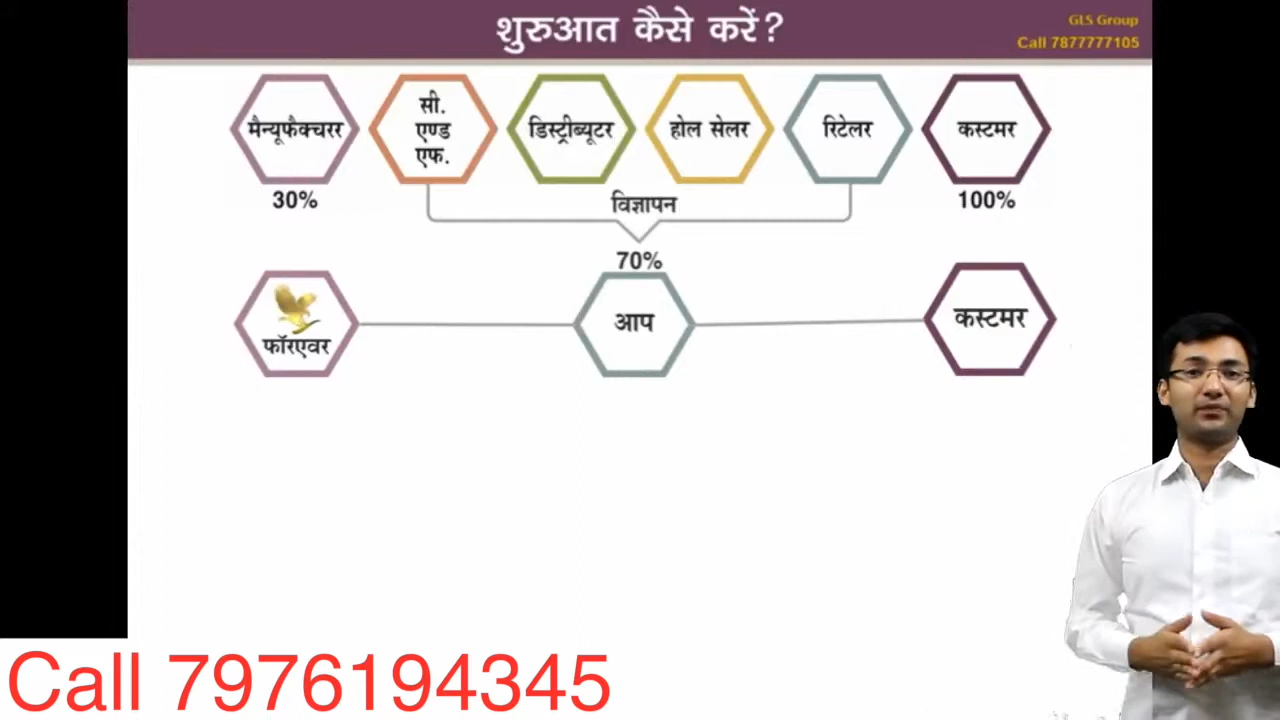 शुरुआत कैसे करें?
GLS Group
Call 7877777105
मैन्यूफैक्चरर
सी.
एण्ड
एफ.
डिस्ट्रीब्यूटर
होल सेलर
रिटेलर
कस्टमर
30%
विज्ञापन
100%
70%
फॉरएवर
आप
कस्टमर
Call 7976194345